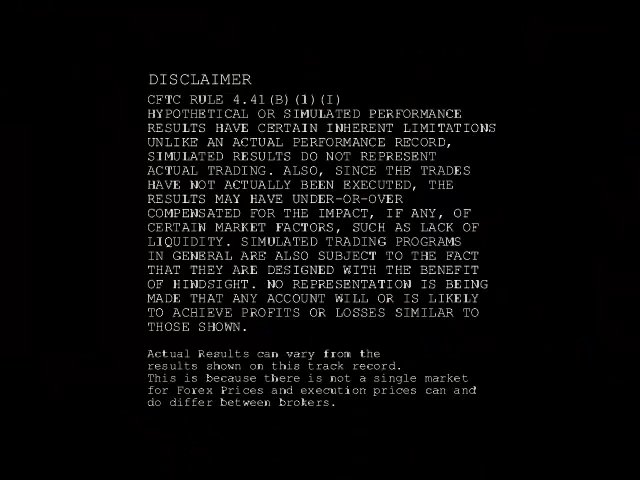 DISCLAIMER
CFTC RULE 4.41(B)(1)(I)
HYPOTHETICAL OR SIMULATED PERFORMANCE
RESULTS HAVE CERTAIN INHERENT LIMITATIONS
UNLIKE AN ACTUAL PERFORMANCE RECORD,
SIMULATED RESULTS DO NOT REPRESENT
ACTUAL TRADING. ALSO, SINCE THE TRADES
HAVE NOT ACTUALLY BEEN EXECUTED, THE
RESULTS MAY HAVE UNDER-OR-OVER
COMPENSATED FOR THE IMPACT, IF ANY, OF
CERTAIN MARKET FACTORS, SUCH AS LACK OF
LIQUIDITY. SIMULATED TRADING PROGRAMS
IN GENERAL ARE ALSO SUBJECT TO THE FACT
THAT THEY ARE DESIGNED WITH THE BENEFIT
OF HINDSIGHT. NO REPRESENTATION IS BEING
MADE THAT ANY ACCOUNT WILL OR IS LIKELY
TO ACHIEVE PROFITS OR LOSSES SIMILAR TO
THOSE SHOWN.
Actual Results can vary from the
results shown on this track record.
This is because there is not a single market
for Forex Prices and execution prices can and
do differ between brokers.